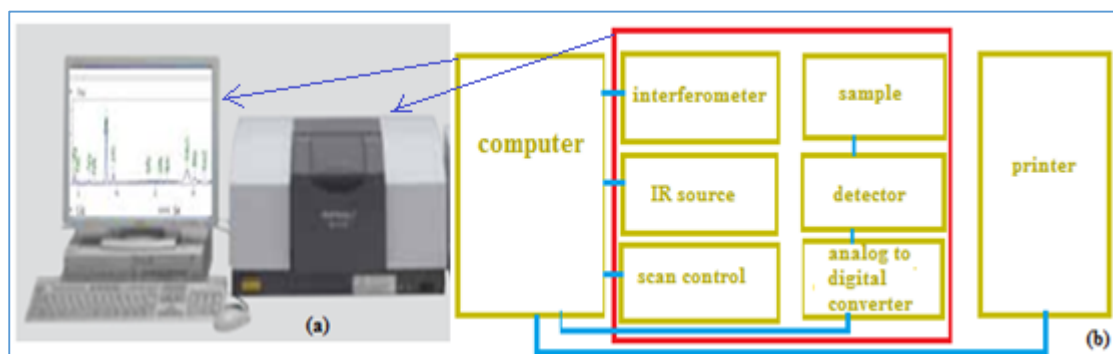 computer
interferometer
sample
IR source
detector
scan control
analog to
digital
converter
printer
(a)
(b)